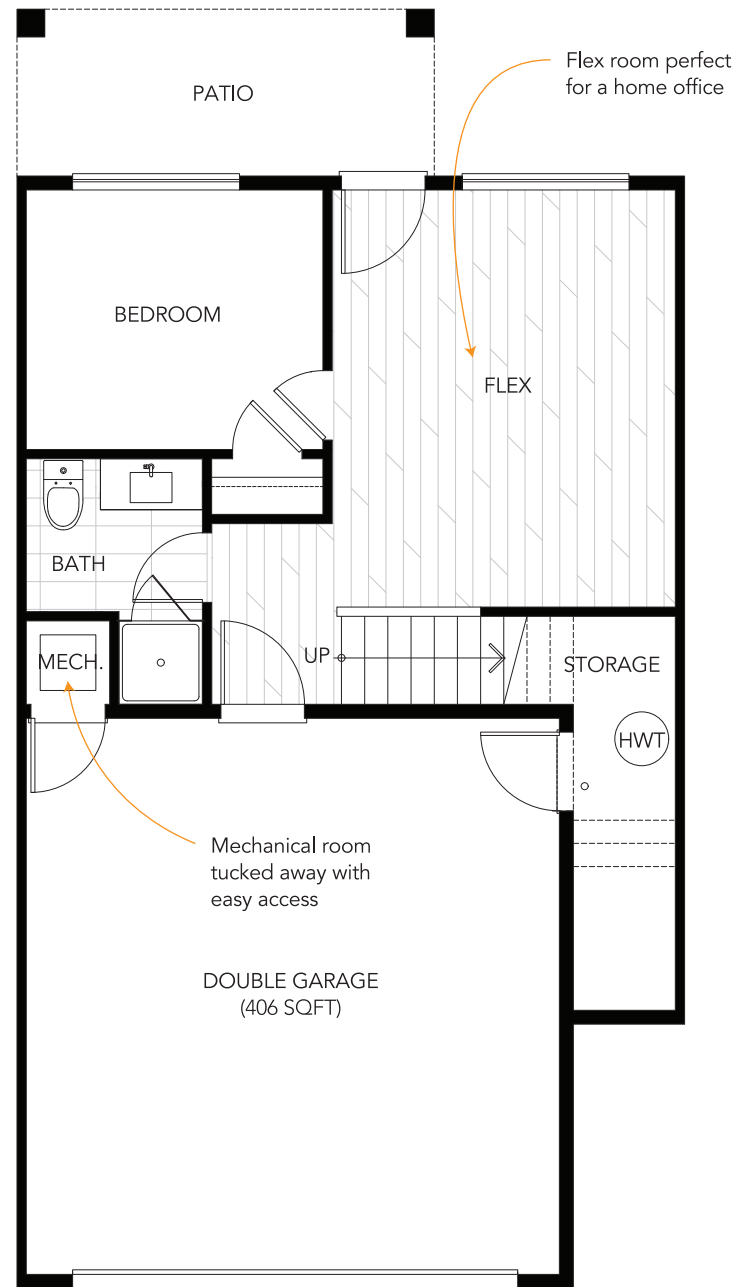 Flex room perfect
for a home office
PATIO
BEDROOM
FLEX
BATH
MECH.
UP
STORAGE
HWT
Mechanical room
tucked away with
easy access
DOUBLE GARAGE
(406 SQFT)